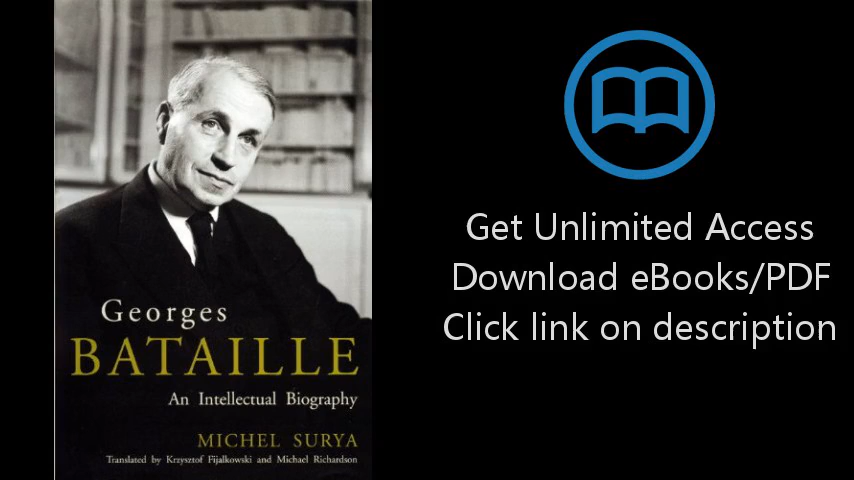 Georges
BATAILLE
An Intellectual Biography
MICHEL SURYA
Translated by Krzysztof Fijalkowski and Michael Richardson
Get Unlimited Access
Download eBooks/PDF
Click link on description